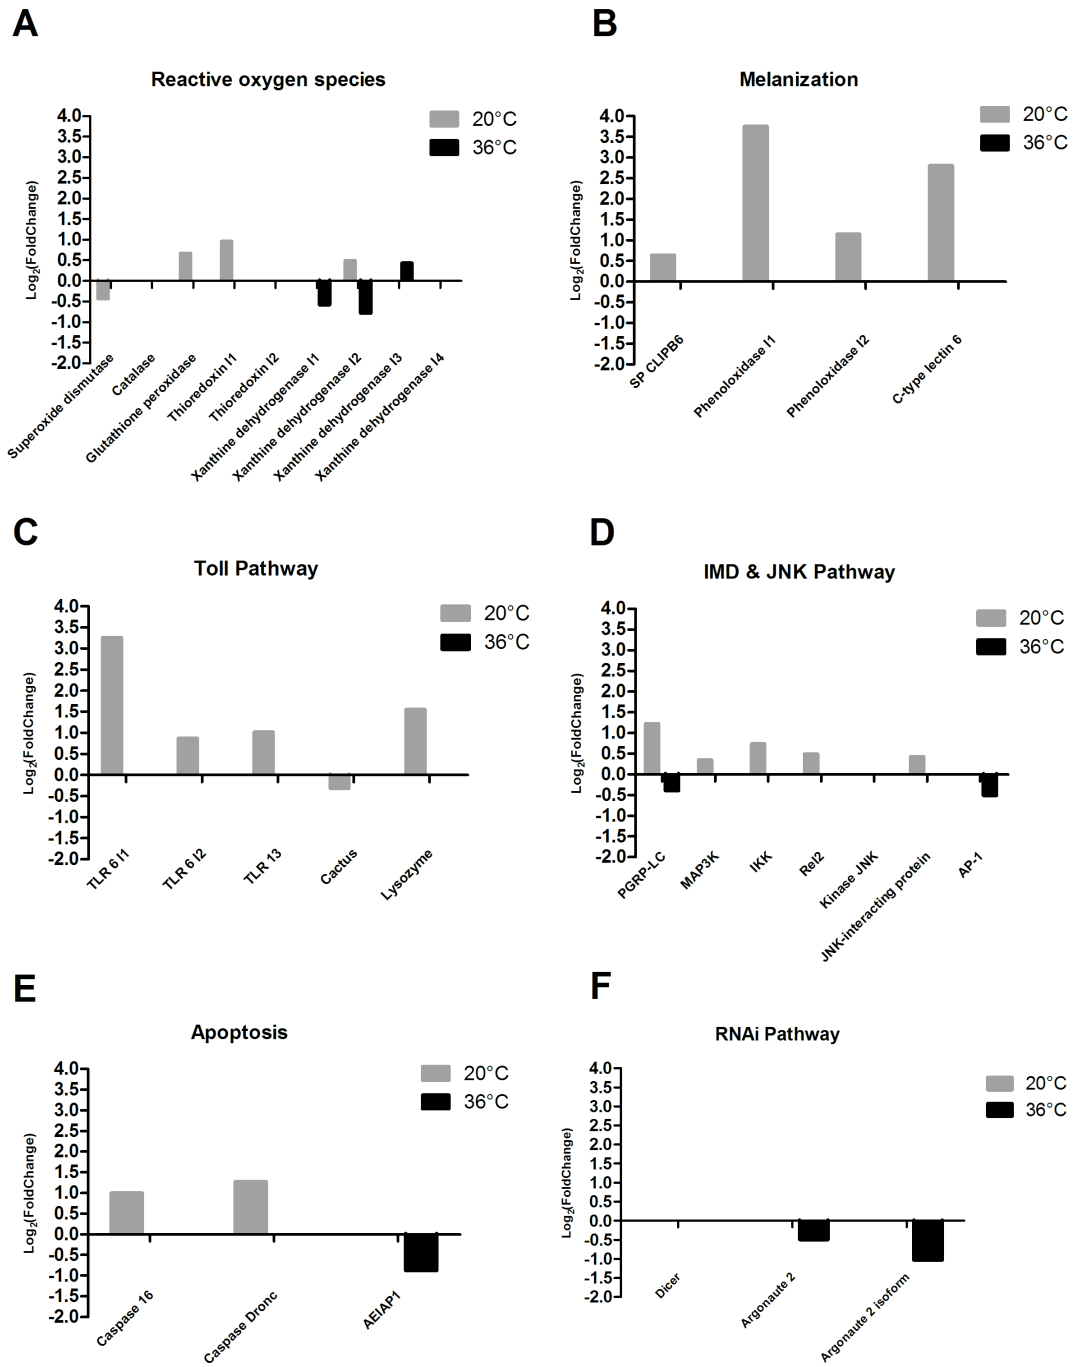 A
Reactive oxygen species
20°C
36°C
Log2(FoldChange)
4.0
3.5
3.0
2.5
2.0
1.5
1.0
0.5
0.0
-0.5
-1.0
-1.5
-2.0
Superoxide dismutase
Catalase
Glutathione peroxidase
Thioredoxin I1
Thioredoxin I2
Xanthine dehydrogenase I1
Xanthine dehydrogenase I2
Xanthine dehydrogenase I3
Xanthine dehydrogenase I4
B
Melanization
20°C
36°C
Log2(FoldChange)
4.0
3.5
3.0
2.5
2.0
1.5
1.0
0.5
0.0
-0.5
-1.0
-1.5
-2.0
SP CLIPB6
Phenoloxidase I1
Phenoloxidase I2
C-type lectin 6
C
Toll Pathway
20°C
36°C
Log2(FoldChange)
4.0
3.5
3.0
2.5
2.0
1.5
1.0
0.5
0.0
-0.5
-1.0
-1.5
-2.0
TLR 6 I1
TLR 6 I2
TLR 13
Cactus
Lysozyme
D
IMD & JNK Pathway
20°C
36°C
Log2(FoldChange)
4.0
3.5
3.0
2.5
2.0
1.5
1.0
0.5
0.0
-0.5
-1.0
-1.5
-2.0
PGRP-LC
MAP3K
IKK
Rel2
Kinase JNK
JNK-interacting protein
AP-1
E
Apoptosis
20°C
36°C
Log2(FoldChange)
4.0
3.5
3.0
2.5
2.0
1.5
1.0
0.5
0.0
-0.5
-1.0
-1.5
-2.0
Caspase 16
Caspase Dronc
AEIAP1
F
RNAi Pathway
20°C
36°C
Log2(FoldChange)
4.0
3.5
3.0
2.5
2.0
1.5
1.0
0.5
0.0
-0.5
-1.0
-1.5
-2.0
Dicer
Argonaute 2
Argonaute 2 isoform